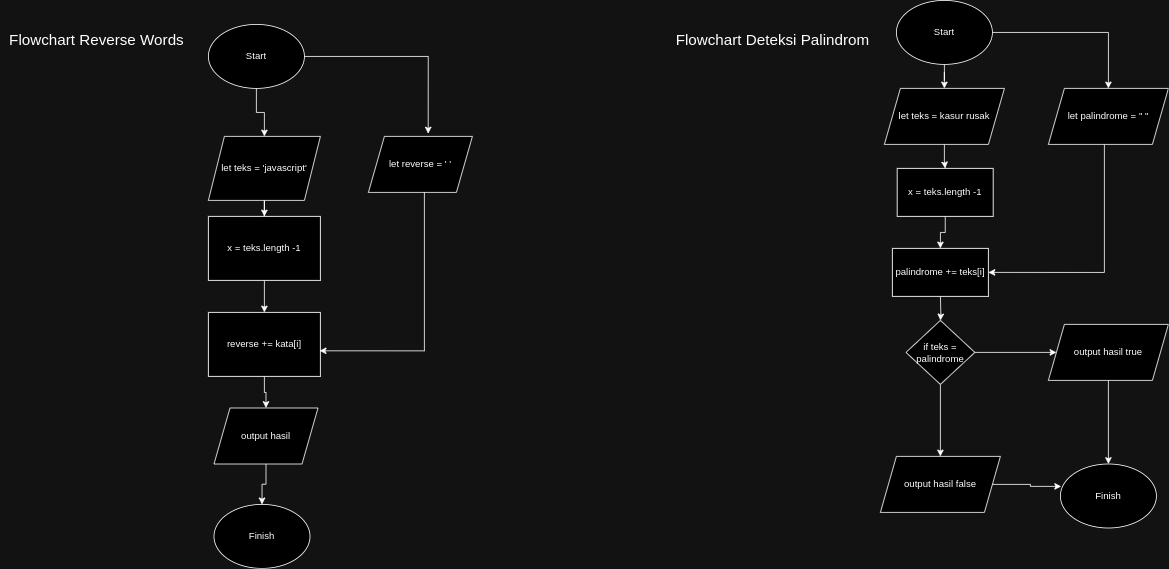 Flowchart Reverse Words
Start
let teks = 'javascript'
let reverse = ' '
x = teks.length -1
reverse += kata[i]
output hasil
Finish
Flowchart Deteksi Palindrom
Start
let teks = kasur rusak
let palindrome = " "
x = teks.length -1
palindrome += teks[i]
if teks =
palindrome
output hasil true
output hasil false
Finish